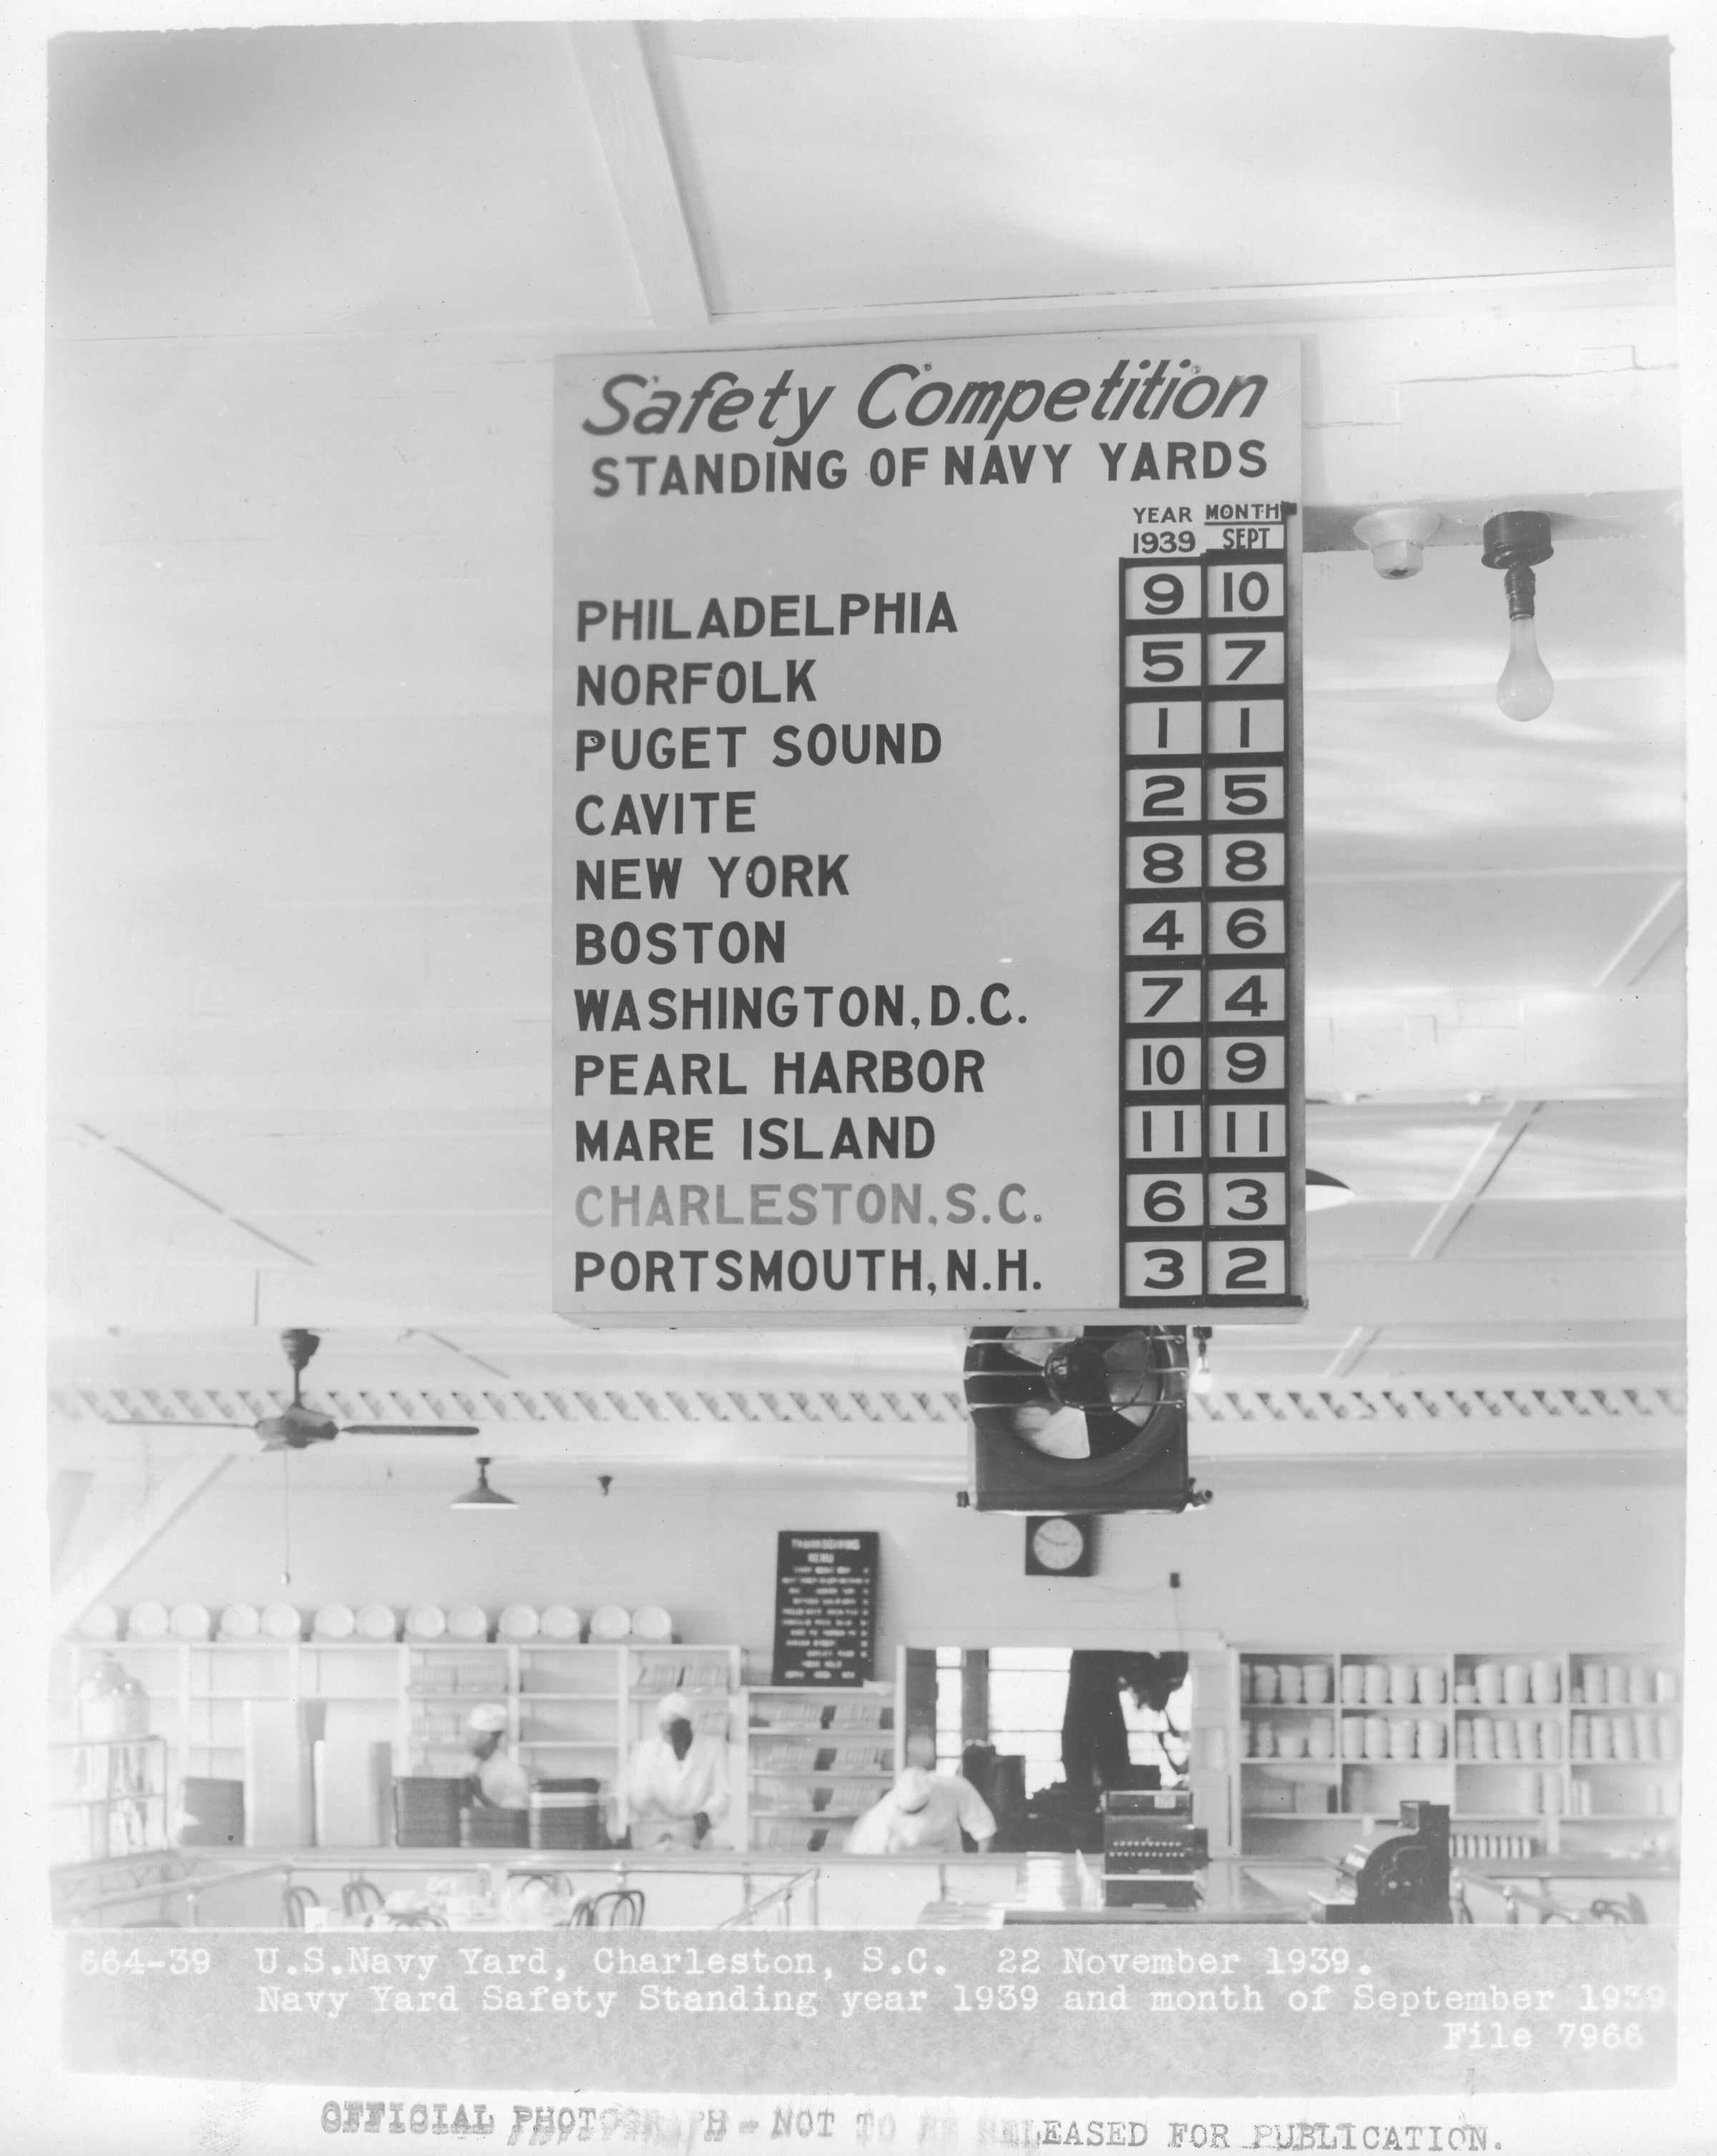 Safety Competition
STANDING OF NAVY YARDS
YEAR MONTH
1939 SEPT
PHILADELPHIA 9 10
NORFOLK 5 7
PUGET SOUND 1 1
CAVITE 2 5
NEW YORK 8 8
BOSTON 4 6
WASHINGTON, D.C. 7 4
PEARL HARBOR 10 9
MARE ISLAND 11 11
CHARLESTON, S.C. 6 3
PORTSMOUTH, N.H. 3 2
THANKSGIVING
MENU
664-39 U.S.Navy Yard, Charleston, S.C. 22 November 1939.
Navy Yard Safety Standing year 1939 and month of September 1939
File 7966
OFFICIAL PHOTOGRAPH - NOT TO BE RELEASED FOR PUBLICATION.